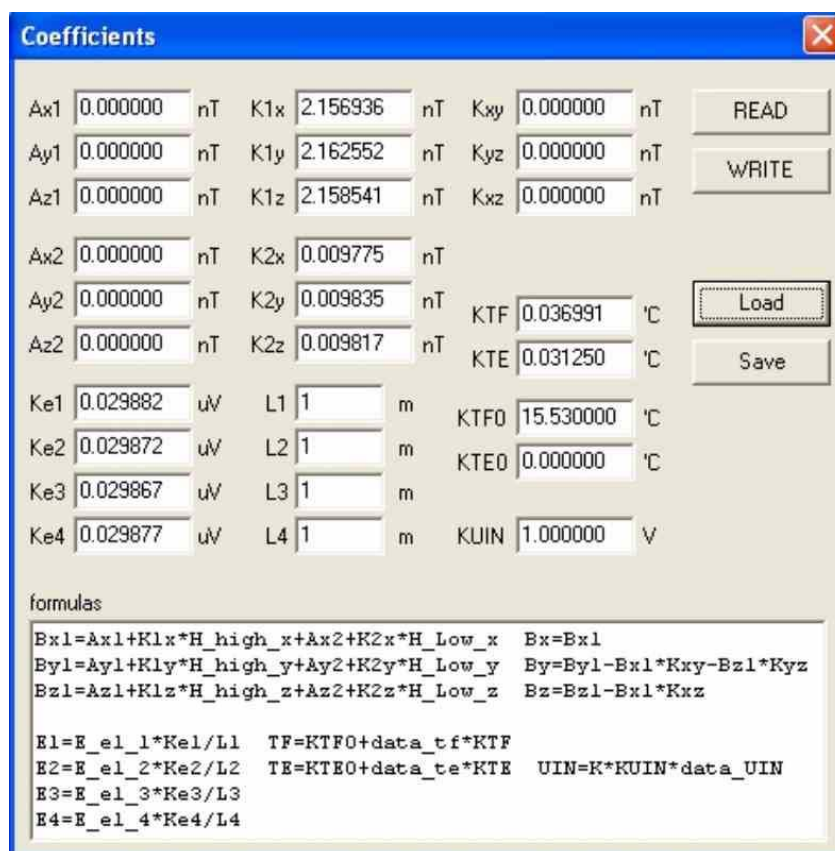 Coefficients
Ax1 0.000000 nT K1x 2.156936 nT Kxy 0.000000 nT READ
Ay1 0.000000 nT K1y 2.162552 nT Kyz 0.000000 nT WRITE
Az1 0.000000 nT K1z 2.158541 nT Kxz 0.000000 nT
Ax2 0.000000 nT K2x 0.009775 nT
Ay2 0.000000 nT K2y 0.009835 nT KTF 0.036991 'C Load
Az2 0.000000 nT K2z 0.009817 nT KTE 0.031250 'C Save
Ke1 0.029882 uV L1 1 m KTF0 15.530000 'C
Ke2 0.029872 uV L2 1 m KTE0 0.000000 'C
Ke3 0.029867 uV L3 1 m
Ke4 0.029877 uV L4 1 m KUIN 1.000000 V
formulas
Bx1=Ax1+K1x*H_high_x+Ax2+K2x*H_Low_x Bx=Bx1
By1=Ay1+K1y*H_high_y+Ay2+K2y*H_Low_y By=By1-Bx1*Kxy-Bz1*Kyz
Bz1=Az1+K1z*H_high_z+Az2+K2z*H_Low_z Bz=Bz1-Bx1*Kxz
E1=E_el_1*Ke1/L1 TF=KTF0+data_tf*KTF
E2=E_el_2*Ke2/L2 TE=KTE0+data_te*KTE UIN=K*KUIN*data_UIN
E3=E_el_3*Ke3/L3
E4=E_el_4*Ke4/L4